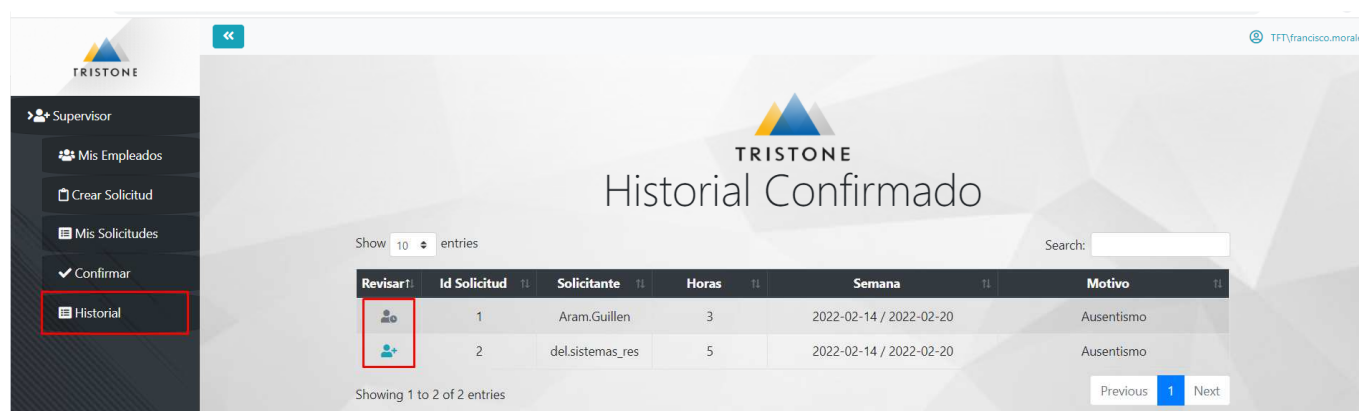 TRISTONE
TFT\francisco.morale
Supervisor
Mis Empleados
Crear Solicitud
Mis Solicitudes
Confirmar
Historial
TRISTONE
Historial Confirmado
Show 10 entries
Search:
Revisar Id Solicitud Solicitante Horas Semana Motivo
1 Aram.Guillen 3 2022-02-14 / 2022-02-20 Ausentismo
2 del.sistemas_res 5 2022-02-14 / 2022-02-20 Ausentismo
Showing 1 to 2 of 2 entries
Previous 1 Next